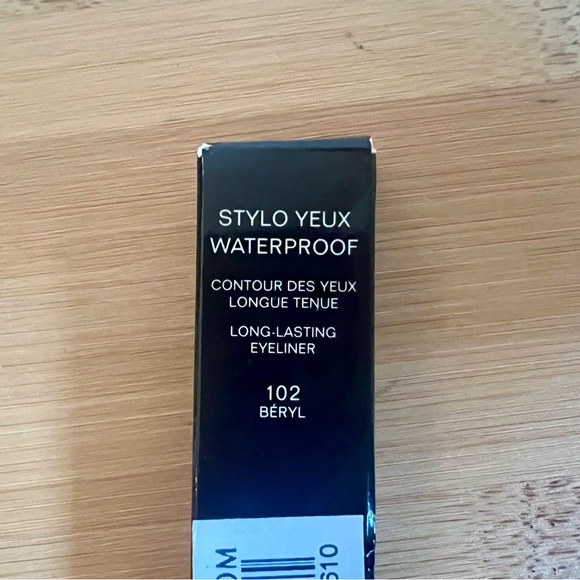 STYLO YEUX
WATERPROOF
CONTOUR DES YEUX
LONGUE TENUE
LONG-LASTING
EYELINER
102
BÉRYL